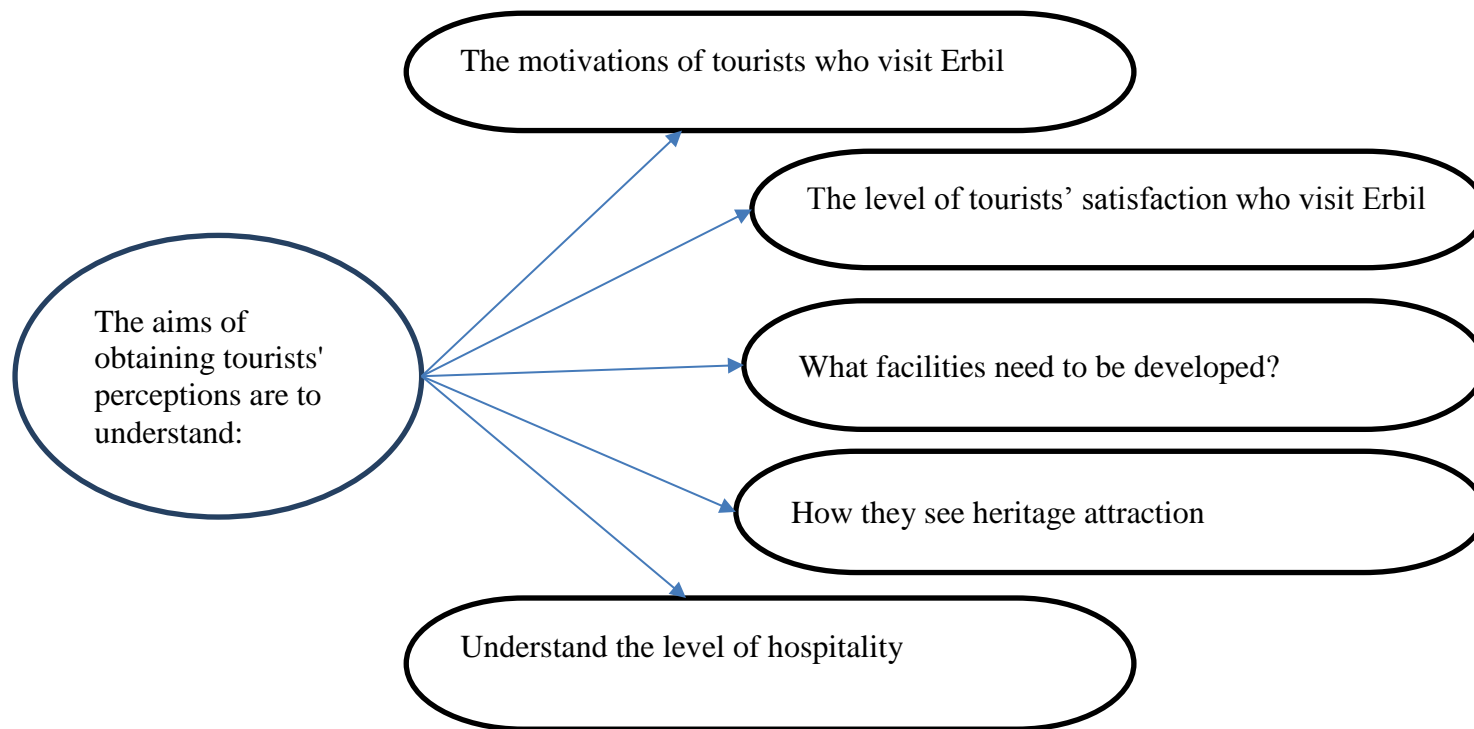 The motivations of tourists who visit Erbil
The level of tourists’ satisfaction who visit Erbil
The aims of
obtaining tourists'
perceptions are to
understand:
What facilities need to be developed?
How they see heritage attraction
Understand the level of hospitality